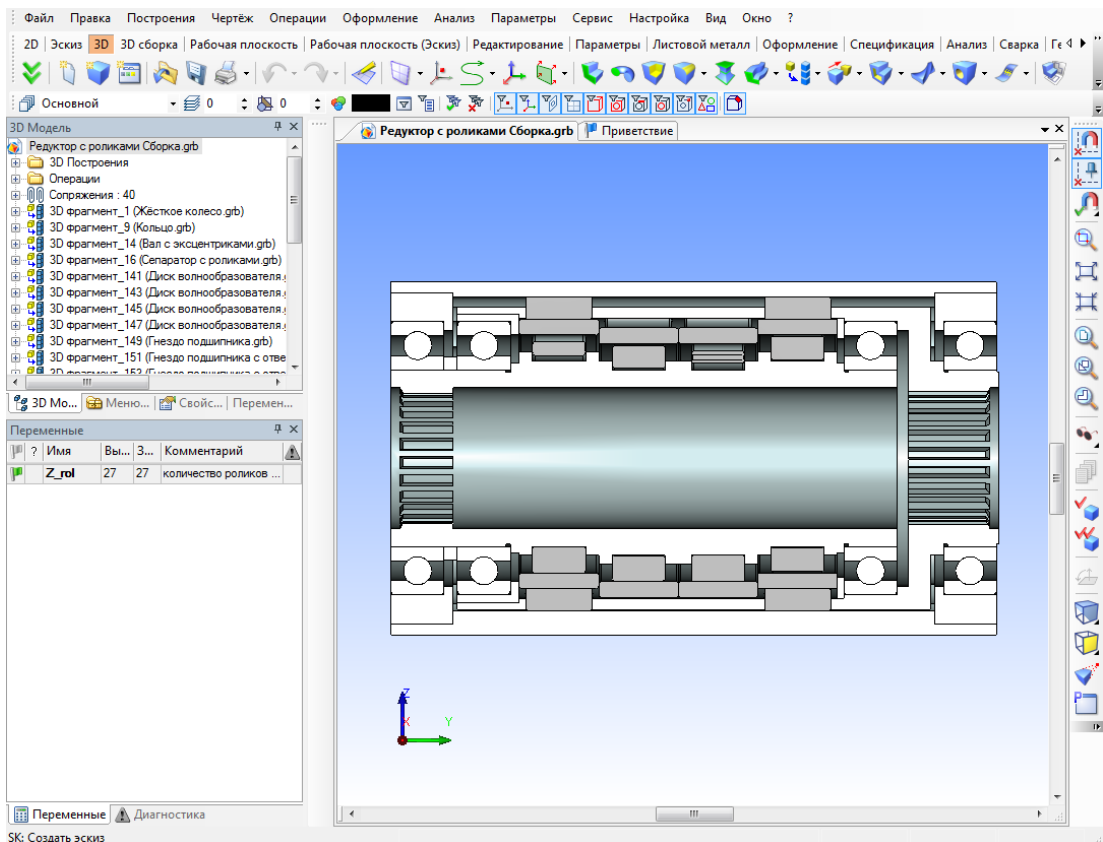 Файл Правка Построения Чертёж Операции Оформление Анализ Параметры Сервис Настройка Вид Окно ?
2D Эскиз 3D 3D сборка Рабочая плоскость Рабочая плоскость (Эскиз) Редактирование Параметры Листовой металл Оформление Спецификация Анализ Сварка Ге
Основной 0 0
3D Модель
Редуктор с роликами Сборка.grb Приветствие
Редуктор с роликами Сборка.grb
3D Построения
Операции
Сопряжения : 40
3D фрагмент_1 (Жёсткое колесо.grb)
3D фрагмент_9 (Кольцо.grb)
3D фрагмент_14 (Вал с эксцентриками.grb)
3D фрагмент_16 (Сепаратор с роликами.grb)
3D фрагмент_141 (Диск волнообразователя.
3D фрагмент_143 (Диск волнообразователя.
3D фрагмент_145 (Диск волнообразователя.
3D фрагмент_147 (Диск волнообразователя.
3D фрагмент_149 (Гнездо подшипника.grb)
3D фрагмент_151 (Гнездо подшипника с отве
3D Мо... Меню... Свойс... Перемен...
Переменные
? Имя Вы... З... Комментарий
Z_rol 27 27 количество роликов ...
Z
X Y
Переменные Диагностика
SK: Создать эскиз